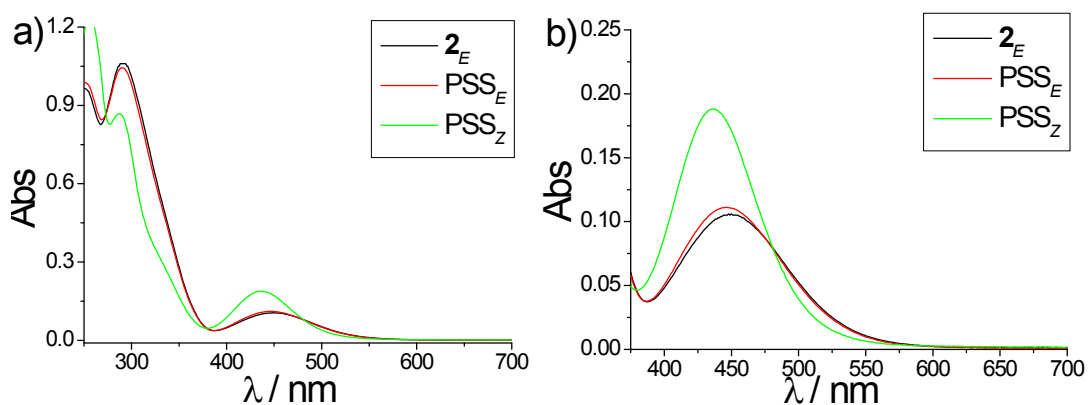 a)
1.2
0.9
0.6
0.3
0.0
Abs
300 400 500 600 700
λ / nm
2E
PSSE
PSSZ
b)
0.25
0.20
0.15
0.10
0.05
0.00
Abs
400 450 500 550 600 650 700
λ / nm
2E
PSSE
PSSZ